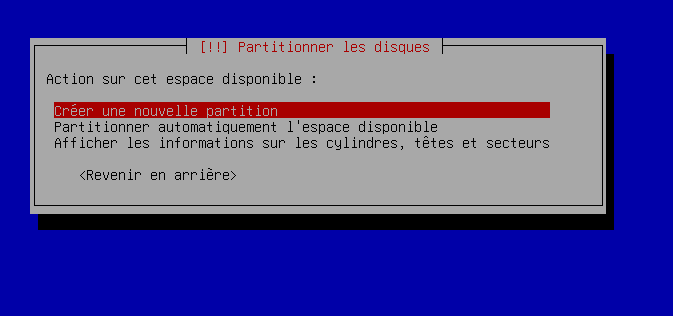 [!!] Partitionner les disques
Action sur cet espace disponible :
Créer une nouvelle partition
Partitionner automatiquement l'espace disponible
Afficher les informations sur les cylindres, têtes et secteurs
<Revenir en arrière>